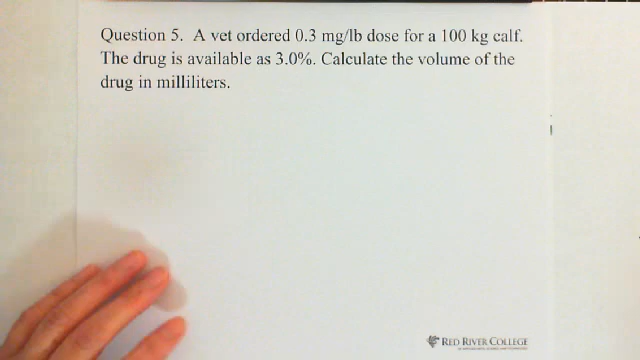 Question 5. A vet ordered 0.3 mg/lb dose for a 100 kg calf.
The drug is available as 3.0%. Calculate the volume of the
drug in milliliters.
RED RIVER COLLEGE